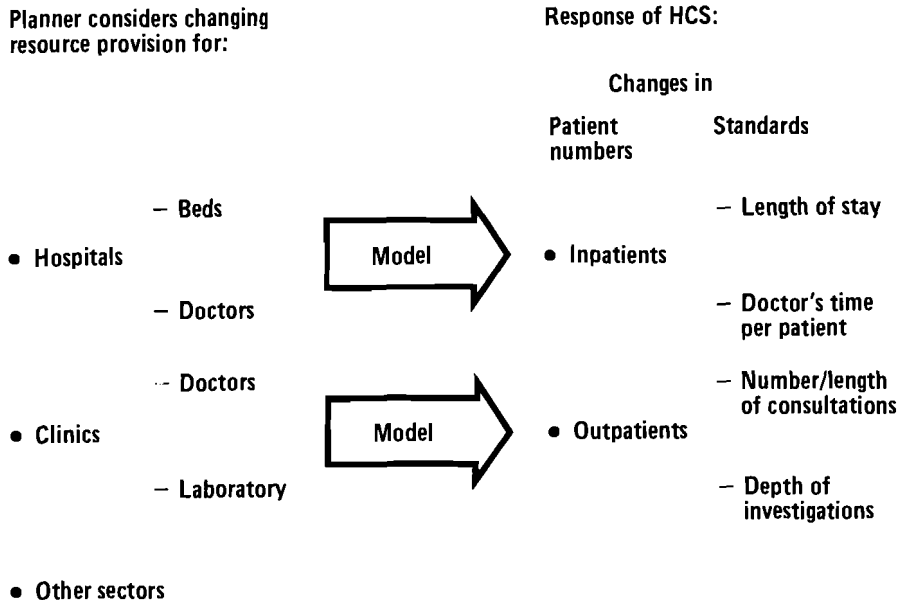 Planner considers changing
resource provision for:
Response of HCS:
Changes in
Patient
numbers
Standards
– Beds
– Length of stay
• Hospitals
Model
• Inpatients
– Doctors
– Doctor's time
per patient
– Doctors
– Number/length
of consultations
• Clinics
Model
• Outpatients
– Laboratory
– Depth of
investigations
• Other sectors